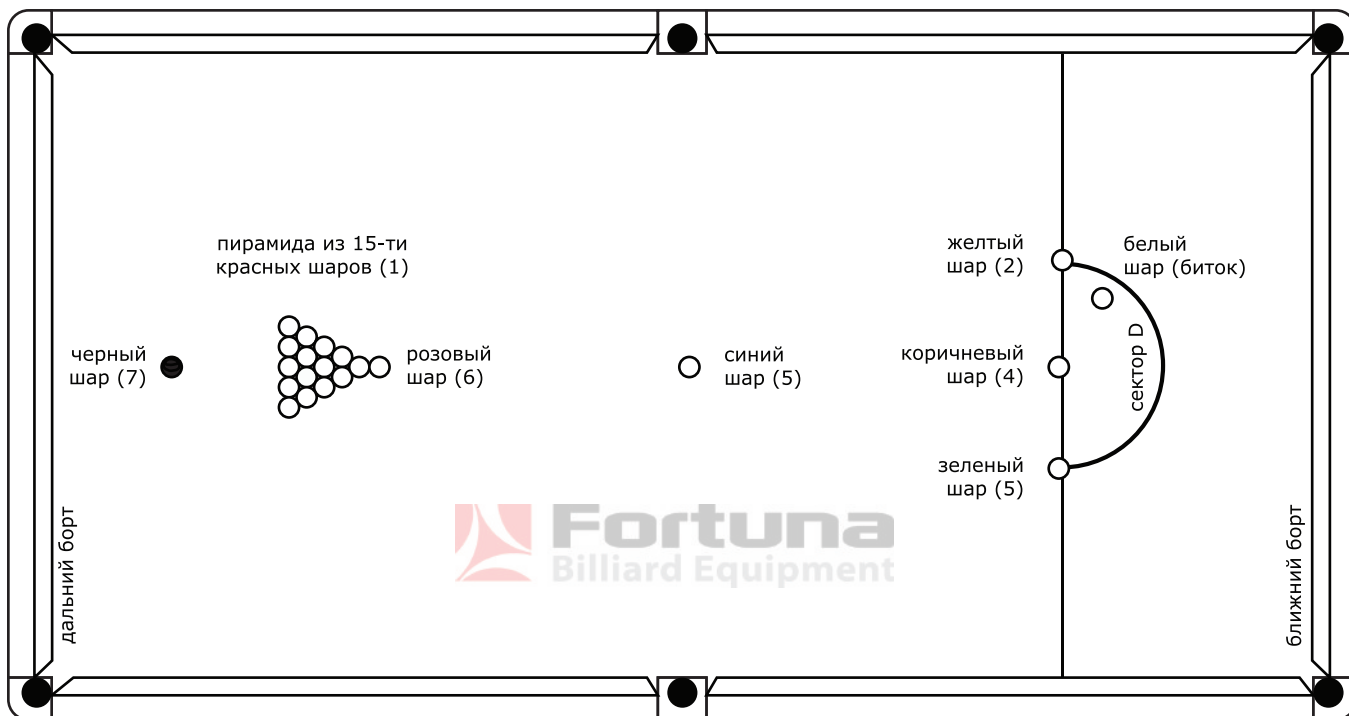 пирамида из 15-ти
красных шаров (1)
желтый
шар (2)
белый
шар (биток)
черный
шар (7)
розовый
шар (6)
синий
шар (5)
коричневый
шар (4)
сектор D
зеленый
шар (5)
дальний борт
ближний борт
Fortuna
Billiard Equipment